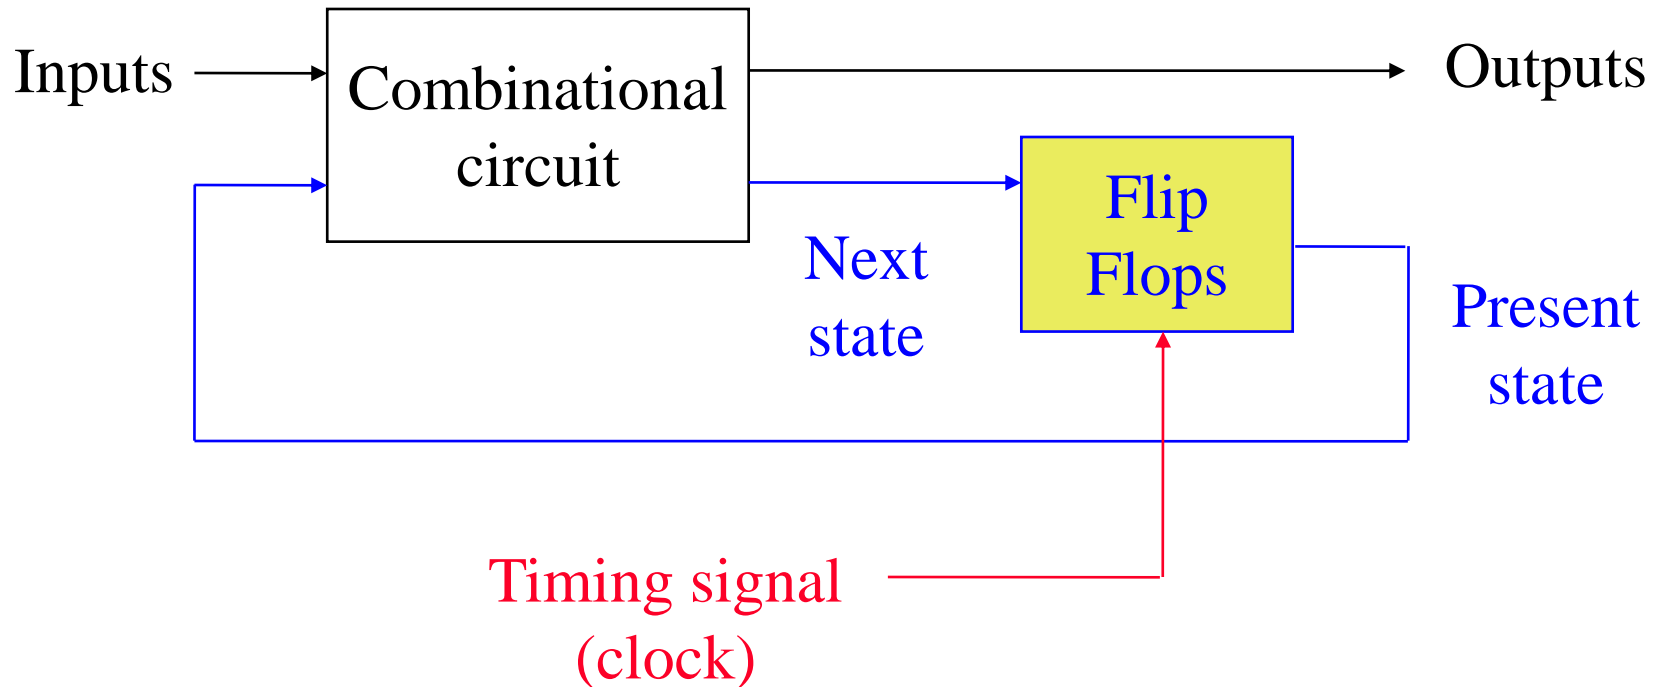 Inputs
Combinational
circuit
Outputs
Next
state
Flip
Flops
Present
state
Timing signal
(clock)